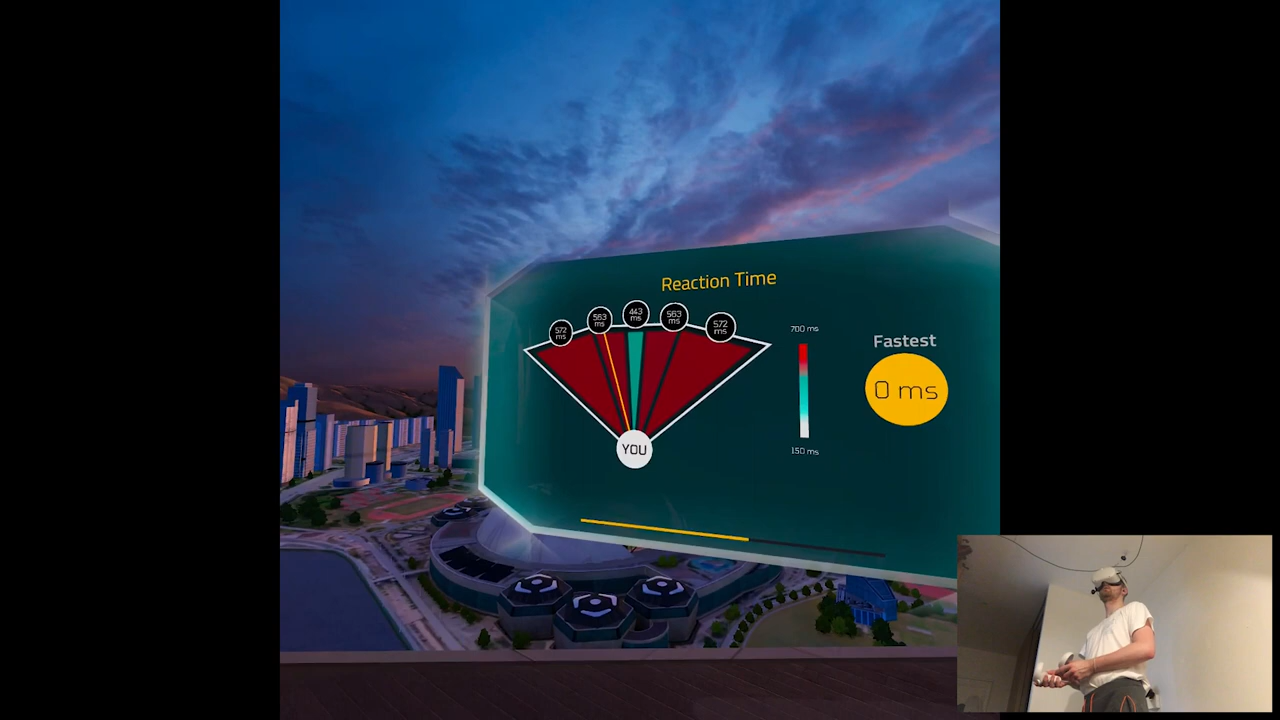 Reaction Time
572
ms
563
ms
443
ms
563
ms
572
ms
700 ms
150 ms
YOU
Fastest
0 ms